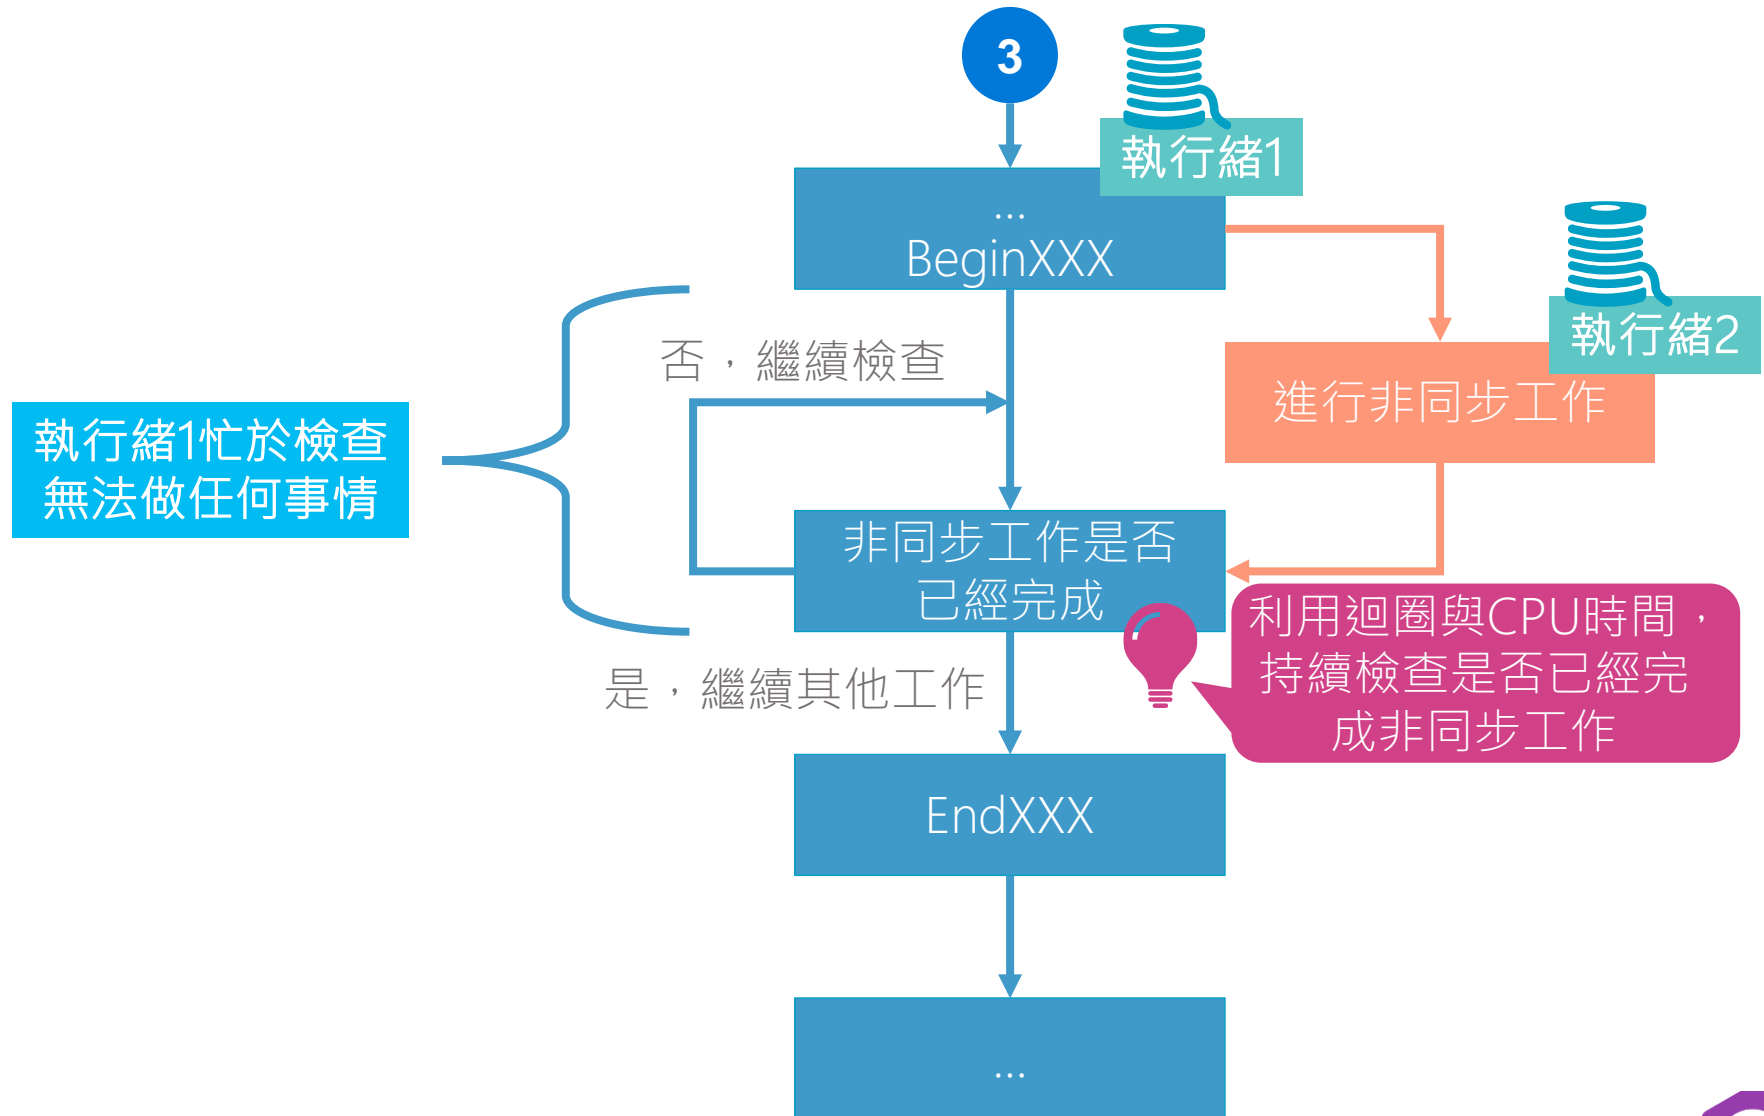 3
執行緒1
…
BeginXXX
執行緒2
否，繼續檢查
進行非同步工作
執行緒1忙於檢查
無法做任何事情
非同步工作是否
已經完成
利用迴圈與CPU時間，
持續檢查是否已經完
成非同步工作
是，繼續其他工作
EndXXX
…